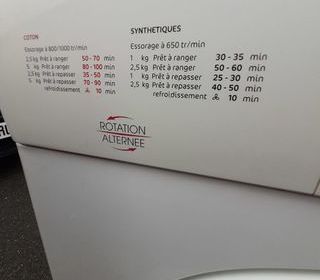 COTON
Essorage à 800/1000 tr/min
2,5 kg Prêt à ranger 50 - 70 min
5 kg Prêt à ranger 80 - 100 min
2,5 kg Prêt à repasser 35 - 50 min
5 kg Prêt à repasser 70 - 90 min
refroidissement 10 min
SYNTHETIQUES
Essorage à 650 tr/min
1 kg Prêt à ranger 30 - 35 min
2,5 kg Prêt à ranger 50 - 60 min
1 kg Prêt à repasser 25 - 30 min
2,5 kg Prêt à repasser 40 - 50 min
refroidissement 10 min
ROTATION
ALTERNEE